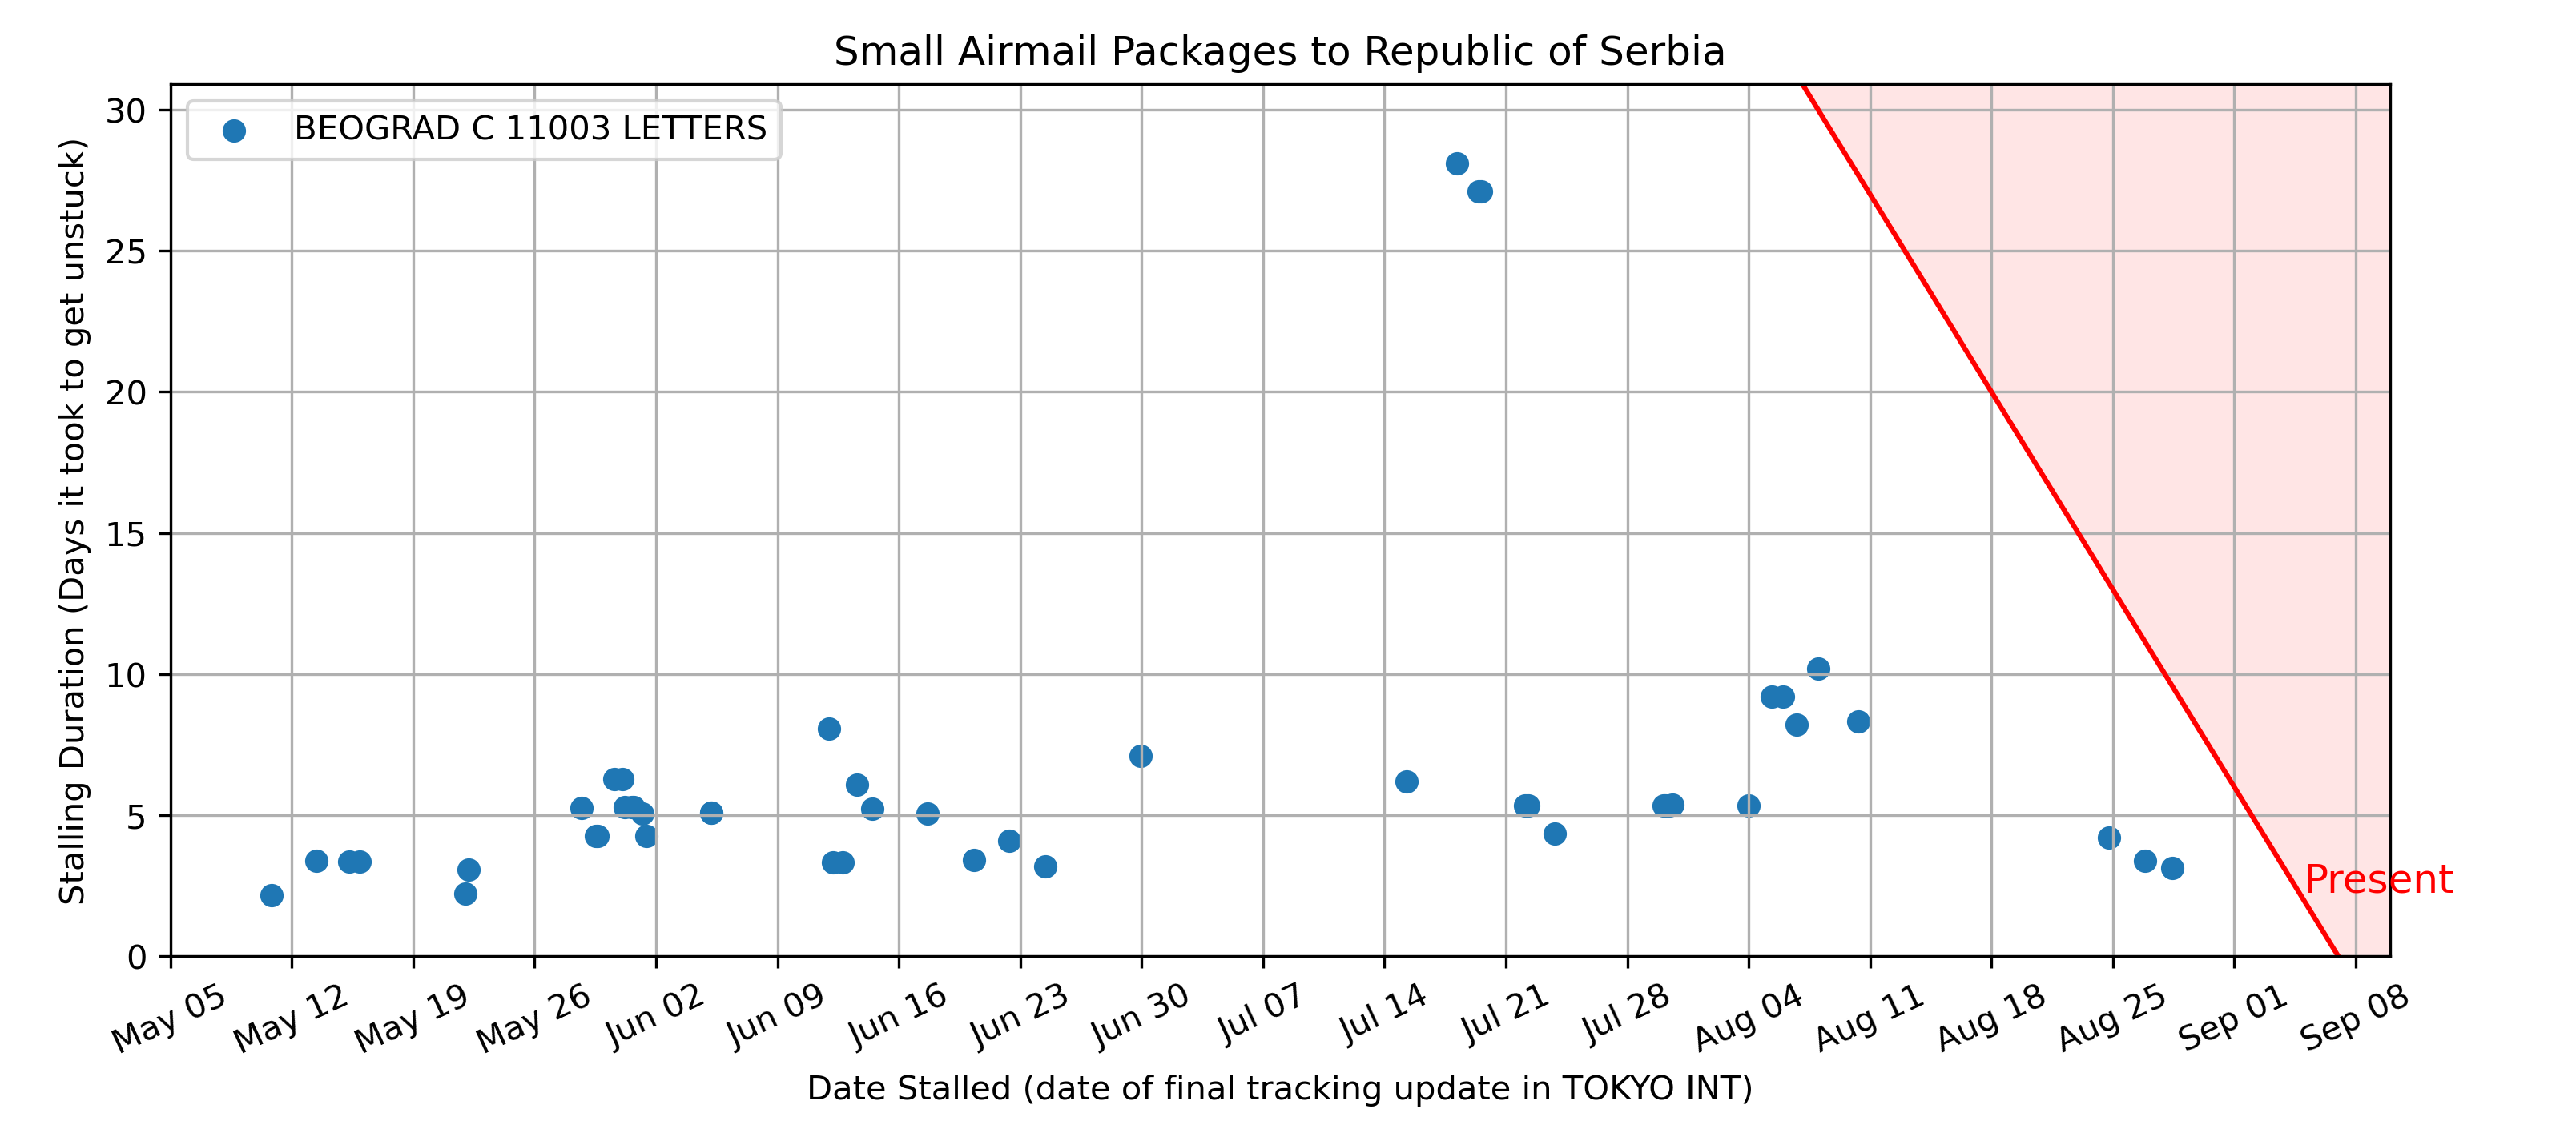 Small Airmail Packages to Republic of Serbia
BEOGRAD C 11003 LETTERS
Stalling Duration (Days it took to get unstuck)
30
25
20
15
10
5
0
Present
May 05
May 12
May 19
May 26
Jun 02
Jun 09
Jun 16
Jun 23
Jun 30
Jul 07
Jul 14
Jul 21
Jul 28
Aug 04
Aug 11
Aug 18
Aug 25
Sep 01
Sep 08
Date Stalled (date of final tracking update in TOKYO INT)